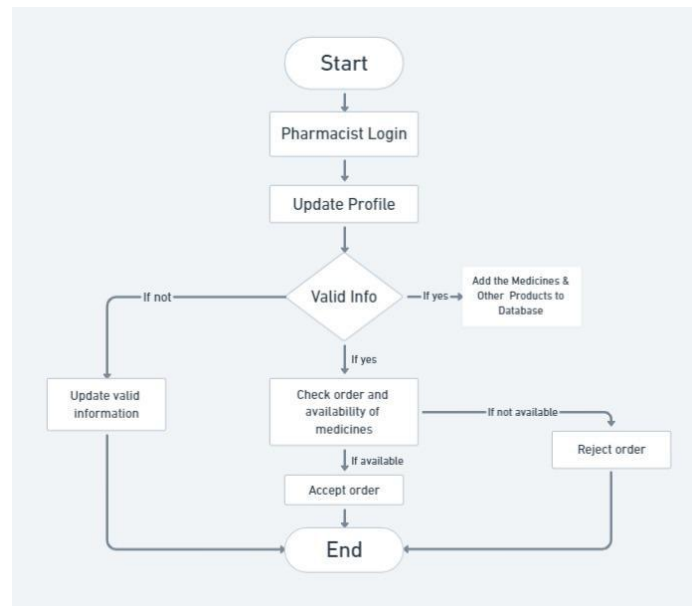 Start
Pharmacist Login
Update Profile
Valid Info
If not
If yes
Add the Medicines &
Other Products to
Database
If yes
Update valid
information
Check order and
availability of
medicines
If not available
Reject order
If available
Accept order
End